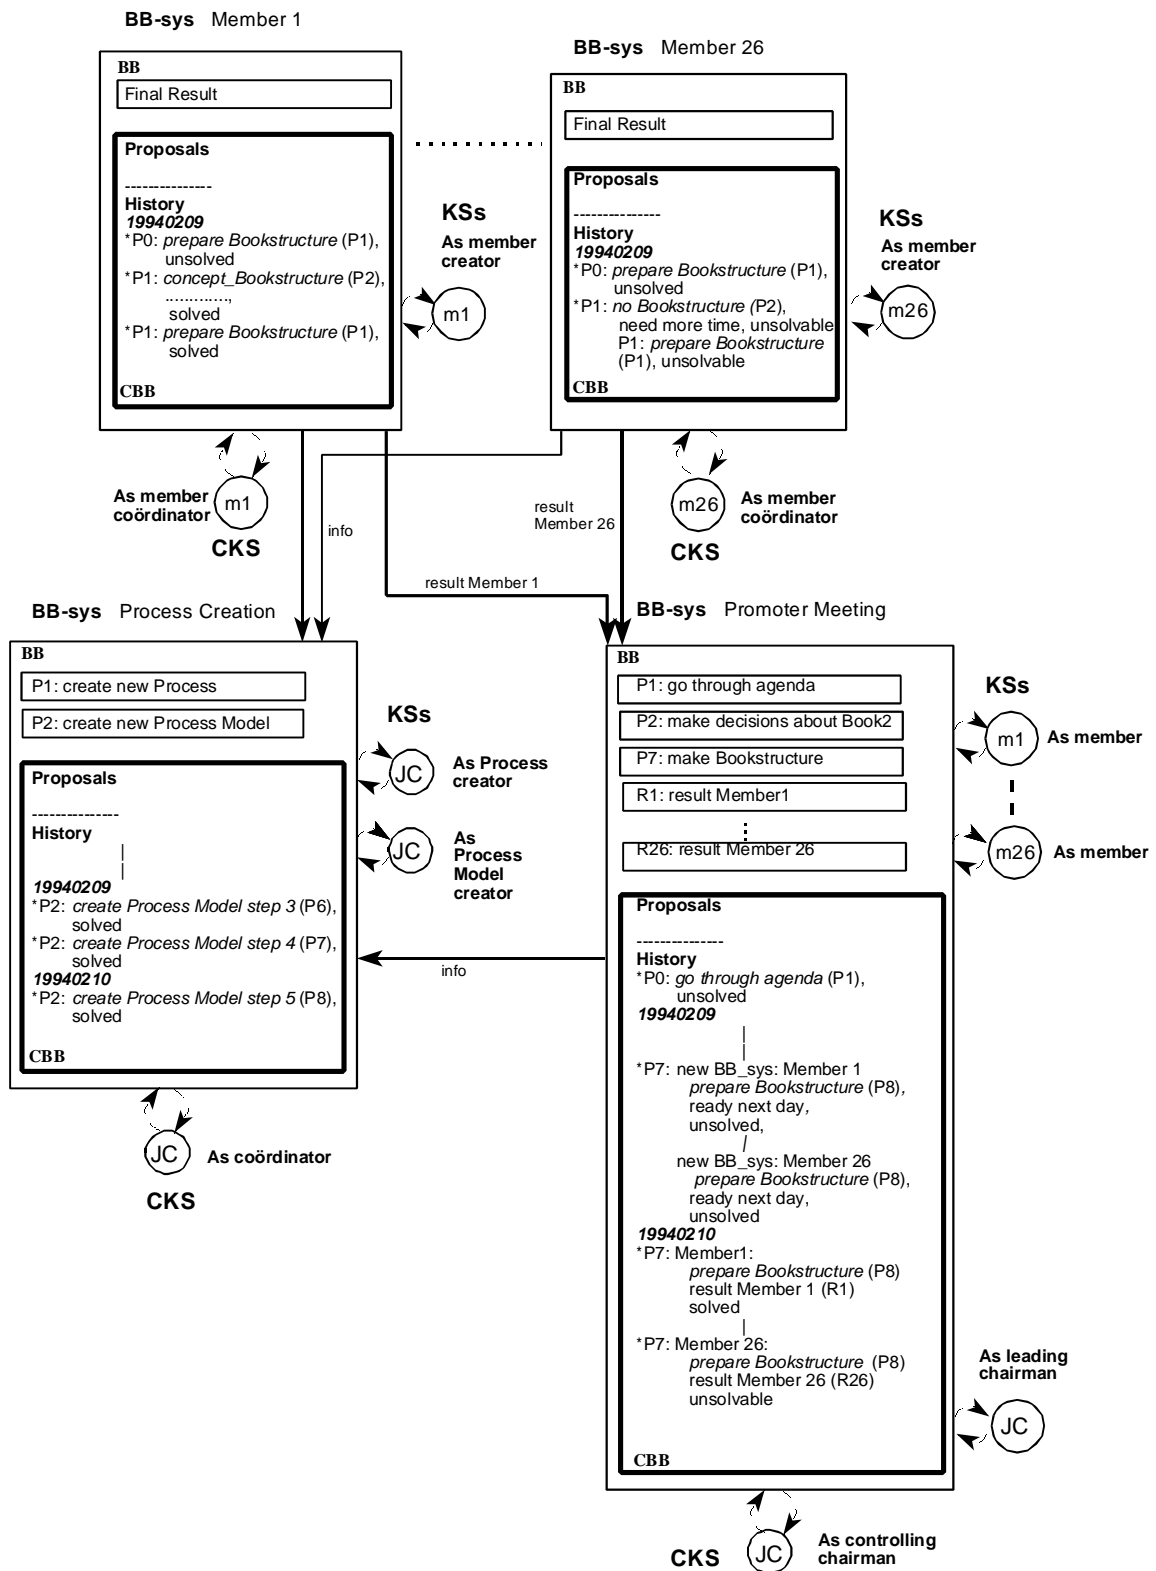 BB-sys Member 1
BB
Final Result
Proposals
---------------
History
19940209
*P0: prepare Bookstructure (P1),
unsolved
*P1: concept_Bookstructure (P2),
.............,
solved
*P1: prepare Bookstructure (P1),
solved
CBB
KSs
As member
creator
m1
As member
coördinator
m1
CKS
BB-sys Member 26
BB
Final Result
Proposals
---------------
History
19940209
*P0: prepare Bookstructure (P1),
unsolved
*P1: no Bookstructure (P2),
need more time, unsolvable
P1: prepare Bookstructure
(P1), unsolvable
CBB
KSs
As member
creator
m26
m26
As member
coördinator
CKS
info
result
Member 26
result Member 1
BB-sys Process Creation
BB
P1: create new Process
P2: create new Process Model
Proposals
---------------
History
|
|
19940209
*P2: create Process Model step 3 (P6),
solved
*P2: create Process Model step 4 (P7),
solved
19940210
*P2: create Process Model step 5 (P8),
solved
CBB
KSs
JC
As Process
creator
JC
As
Process
Model
creator
JC
As coördinator
CKS
info
BB-sys Promoter Meeting
BB
P1: go through agenda
P2: make decisions about Book2
P7: make Bookstructure
R1: result Member1
R26: result Member 26
Proposals
---------------
History
*P0: go through agenda (P1),
unsolved
19940209
|
|
*P7: new BB_sys: Member 1
prepare Bookstructure (P8),
ready next day,
unsolved,
/
new BB_sys: Member 26
prepare Bookstructure (P8),
ready next day,
unsolved
19940210
*P7: Member1:
prepare Bookstructure (P8)
result Member 1 (R1)
solved
|
*P7: Member 26:
prepare Bookstructure (P8)
result Member 26 (R26)
unsolvable
CBB
KSs
m1
As member
m26
As member
As leading
chairman
JC
CKS
JC
As controlling
chairman